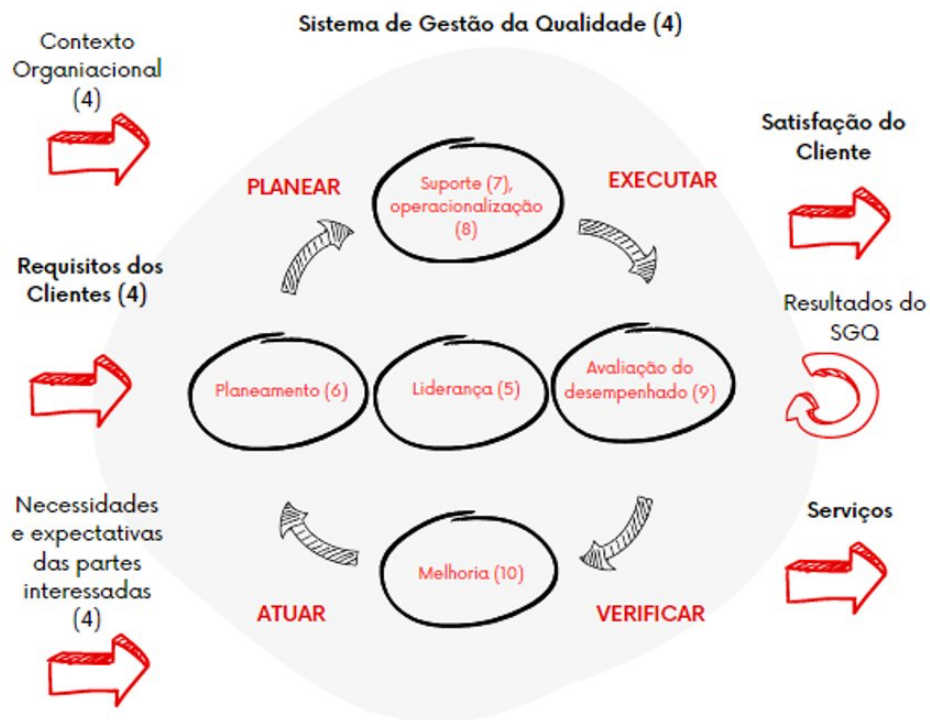 Sistema de Gestão da Qualidade (4)
Contexto
Organiacional
(4)
Requisitos dos
Clientes (4)
Necessidades
e expectativas
das partes
interessadas
(4)
PLANEAR
Suporte (7),
operacionalização
(8)
EXECUTAR
Planeamento (6)
Liderança (5)
Avaliação do
desempenhado (9)
ATUAR
Melhoria (10)
VERIFICAR
Satisfação do
Cliente
Resultados do
SGQ
Serviços